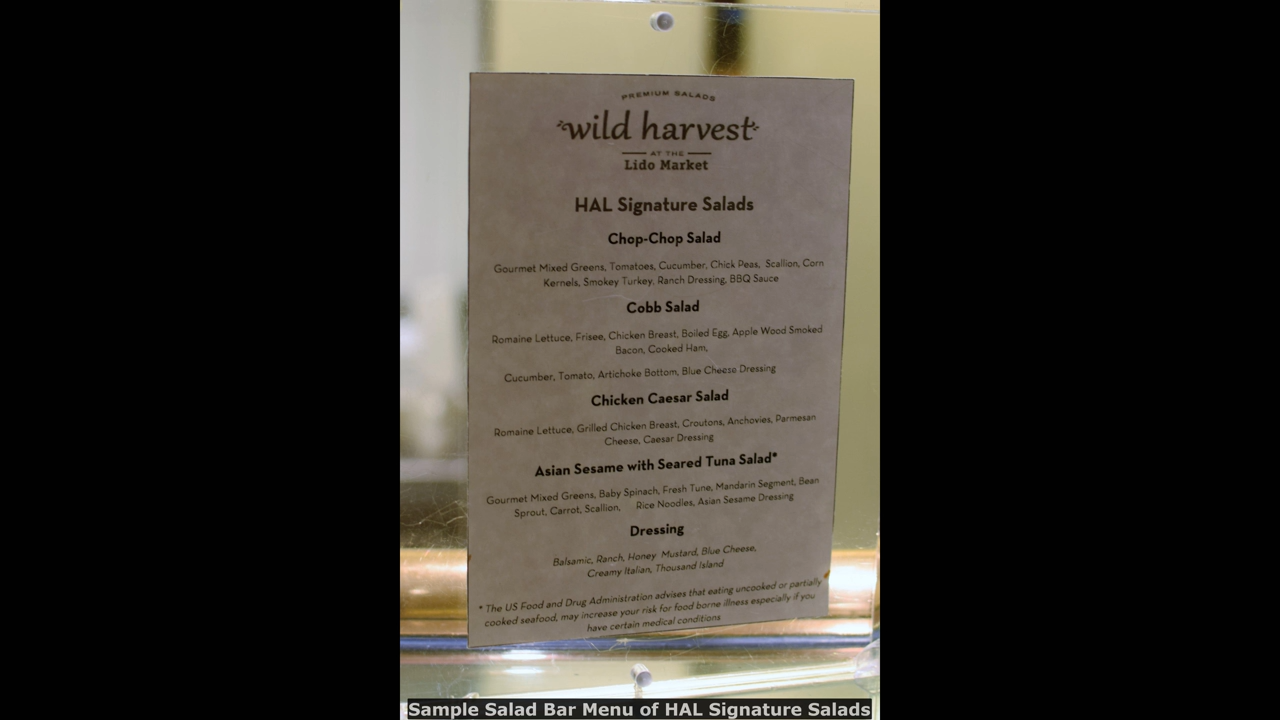 PREMIUM SALADS
wild harvest
AT THE
Lido Market
HAL Signature Salads
Chop-Chop Salad
Gourmet Mixed Greens, Tomatoes, Cucumber, Chick Peas, Scallion, Corn
Kernels, Smokey Turkey, Ranch Dressing, BBQ Sauce
Cobb Salad
Romaine Lettuce, Frisee, Chicken Breast, Boiled Egg, Apple Wood Smoked
Bacon, Cooked Ham,
Cucumber, Tomato, Artichoke Bottom, Blue Cheese Dressing
Chicken Caesar Salad
Romaine Lettuce, Grilled Chicken Breast, Croutons, Anchovies, Parmesan
Cheese, Caesar Dressing
Asian Sesame with Seared Tuna Salad*
Gourmet Mixed Greens, Baby Spinach, Fresh Tune, Mandarin Segment, Bean
Sprout, Carrot, Scallion, Rice Noodles, Asian Sesame Dressing
Dressing
Balsamic, Ranch, Honey Mustard, Blue Cheese,
Creamy Italian, Thousand Island
* The US Food and Drug Administration advises that eating uncooked or partially
cooked seafood, may increase your risk for food borne illness especially if you
have certain medical conditions
Sample Salad Bar Menu of HAL Signature Salads